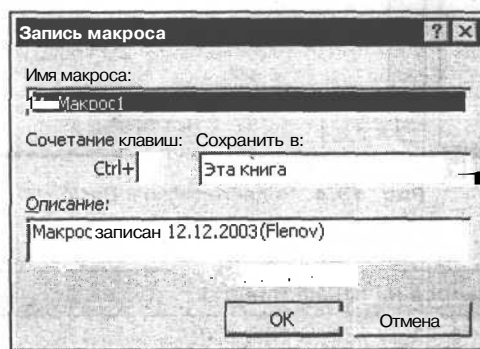 Запись макроса
Имя макроса:
Макрос1
Сочетание клавиш: Сохранить в:
Ctrl+ Эта книга
Описание:
Макрос записан 12.12.2003 (Flenov)
OK Отмена